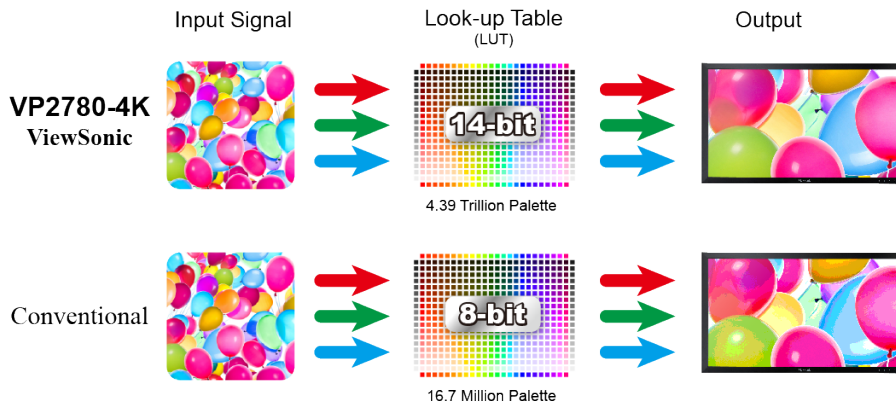 Input Signal
Look-up Table
(LUT)
Output
VP2780-4K
ViewSonic
14-bit
4.39 Trillion Palette
Conventional
8-bit
16.7 Million Palette